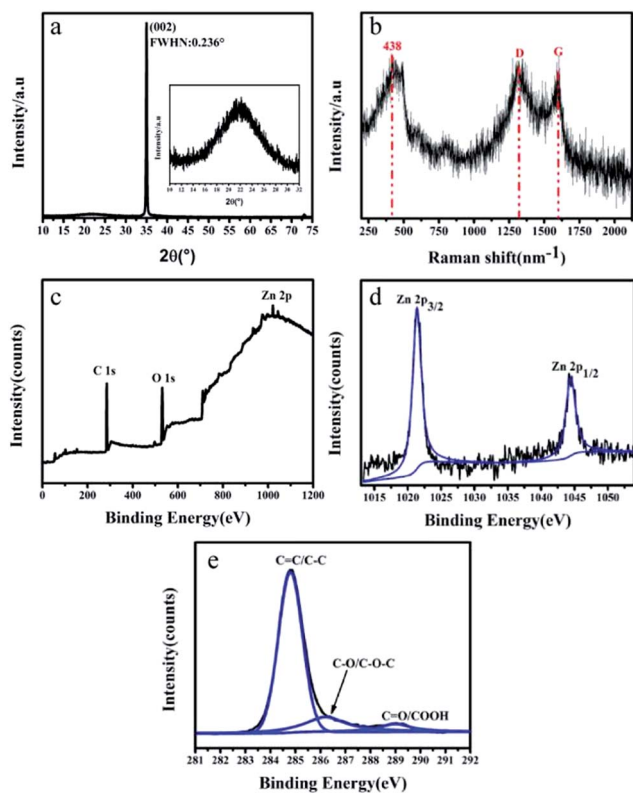 a
(002)
FWHN:0.236°
Intensity/a.u
Intensity/a.u
10 12 14 16 18 20 22 24 26 28 30 32
2θ(°)
10 15 20 25 30 35 40 45 50 55 60 65 70 75
2θ(°)
b
438
D
G
Intensity/a.u
250 500 750 1000 1250 1500 1750 2000
Raman shift(nm-1)
c
Zn 2p
C 1s
O 1s
Intensity(counts)
0 200 400 600 800 1000 1200
Binding Energy(eV)
d
Zn 2p3/2
Zn 2p1/2
Intensity(counts)
1015 1020 1025 1030 1035 1040 1045 1050
Binding Energy(eV)
e
C=C/C-C
C-O/C-O-C
C=O/COOH
Intensity(counts)
281 282 283 284 285 286 287 288 289 290 291 292
Binding Energy(eV)